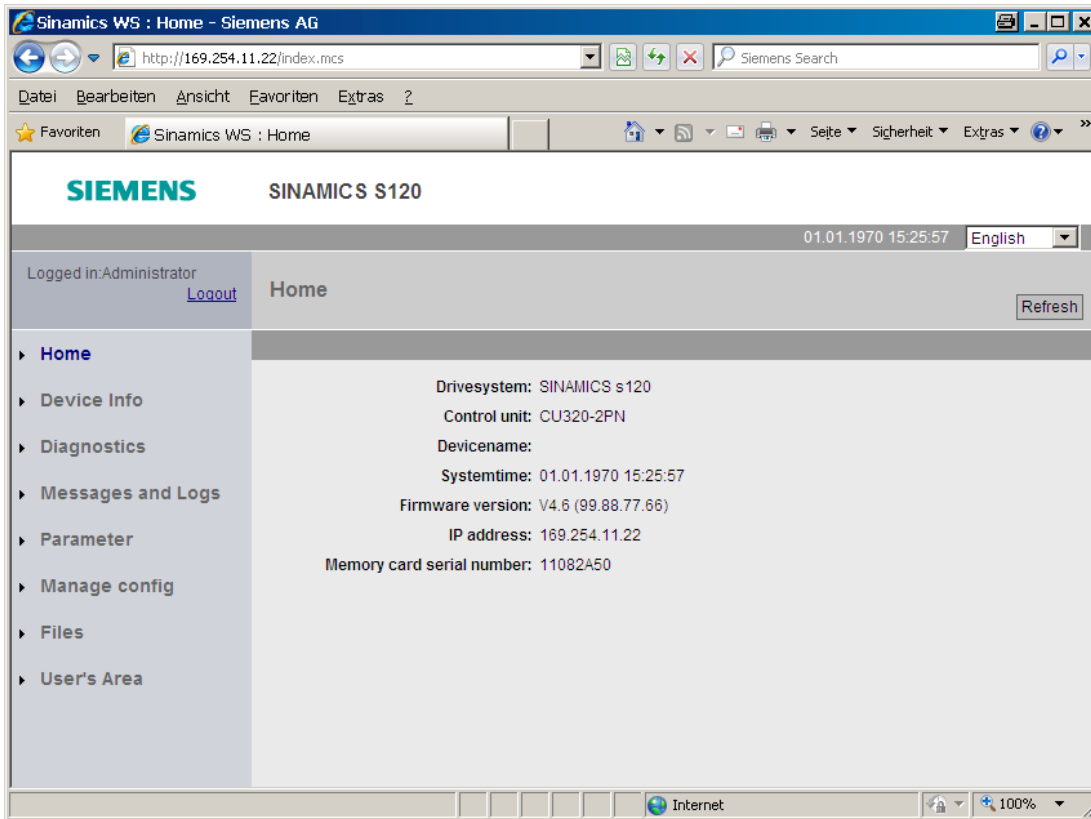 Sinamics WS : Home - Siemens AG
http://169.254.11.22/index.mcs
Siemens Search
Datei Bearbeiten Ansicht Favoriten Extras ?
Favoriten Sinamics WS : Home Seite Sicherheit Extras
SIEMENS SINAMICS S120
01.01.1970 15:25:57 English
Logged in:Administrator
Logout
Home
Refresh
Home
Device Info
Diagnostics
Messages and Logs
Parameter
Manage config
Files
User's Area
Drivesystem: SINAMICS s120
Control unit: CU320-2PN
Devicename:
Systemtime: 01.01.1970 15:25:57
Firmware version: V4.6 (99.88.77.66)
IP address: 169.254.11.22
Memory card serial number: 11082A50
Internet 100%